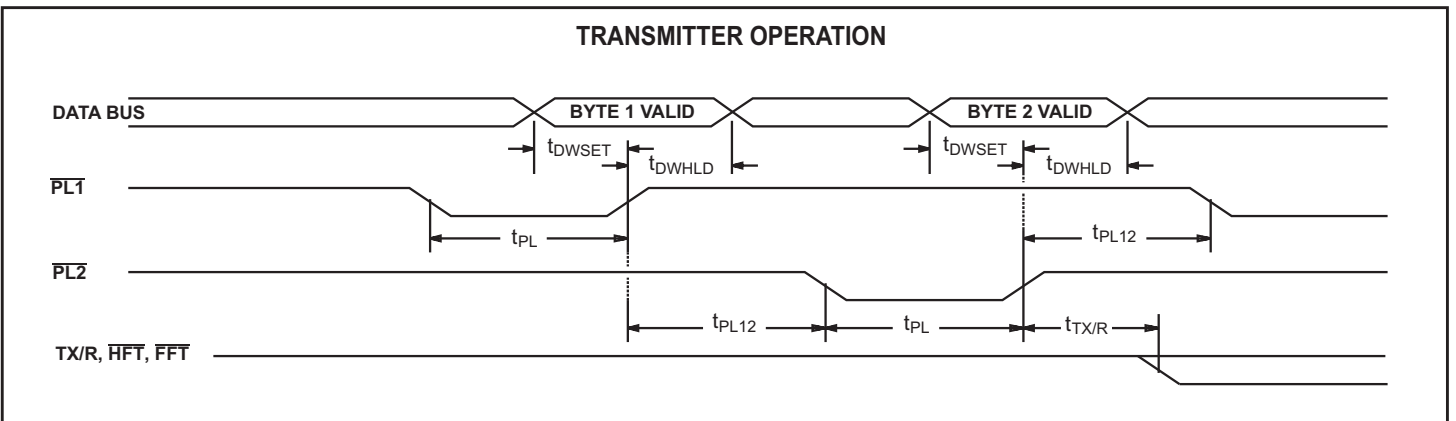 TRANSMITTER OPERATION
DATA BUS BYTE 1 VALID BYTE 2 VALID
tDWSET tDWHLD tDWSET tDWHLD
PL1
tPL tPL12
PL2
tPL12 tPL tTX/R
TX/R, HFT, FFT